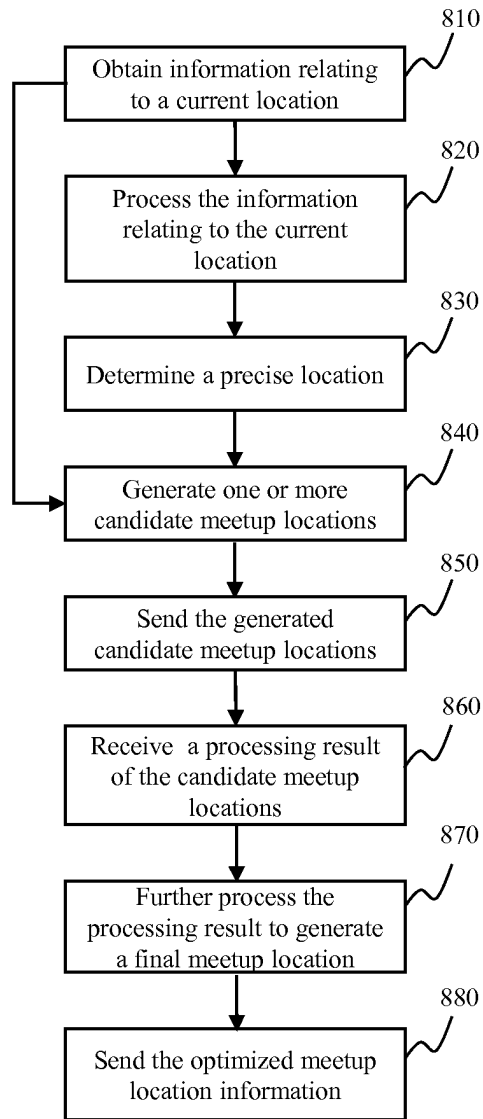 810
Obtain information relating
to a current location
820
Process the information
relating to the current
location
830
Determine a precise location
840
Generate one or more
candidate meetup locations
850
Send the generated
candidate meetup locations
860
Receive a processing result
of the candidate meetup
locations
870
Further process the
processing result to generate
a final meetup location
880
Send the optimized meetup
location information